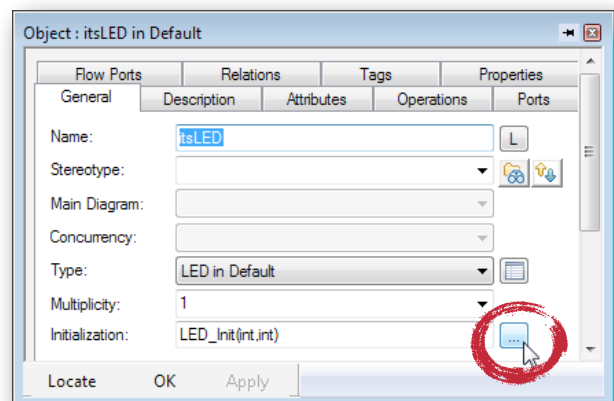 Object : itsLED in Default
Flow Ports Relations Tags Properties
General Description Attributes Operations Ports
Name: itsLED L
Stereotype:
Main Diagram:
Concurrency:
Type: LED in Default
Multiplicity: 1
Initialization: LED_Init(int,int) ...
Locate OK Apply